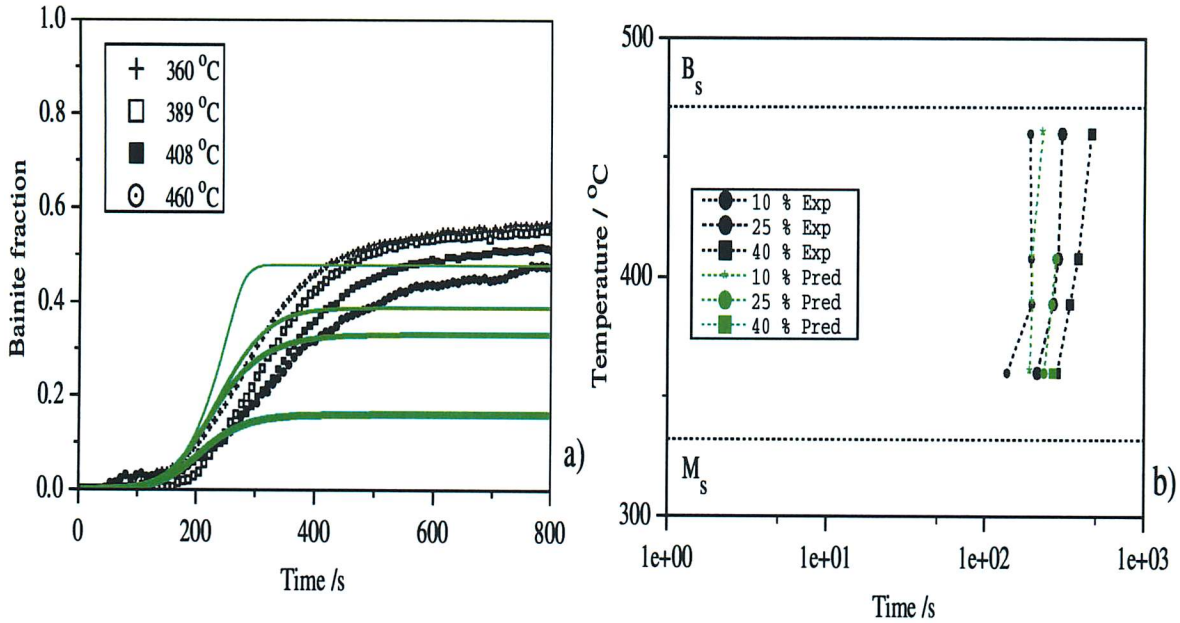 1.0
0.8
0.6
0.4
0.2
0.0
Bainite fraction
360 °C
389 °C
408 °C
460 °C
a)
0
200
400
600
800
Time /s
500
400
300
Temperature / °C
Bs
10 % Exp
25 % Exp
40 % Exp
10 % Pred
25 % Pred
40 % Pred
Ms
b)
1e+00
1e+01
1e+02
1e+03
Time /s